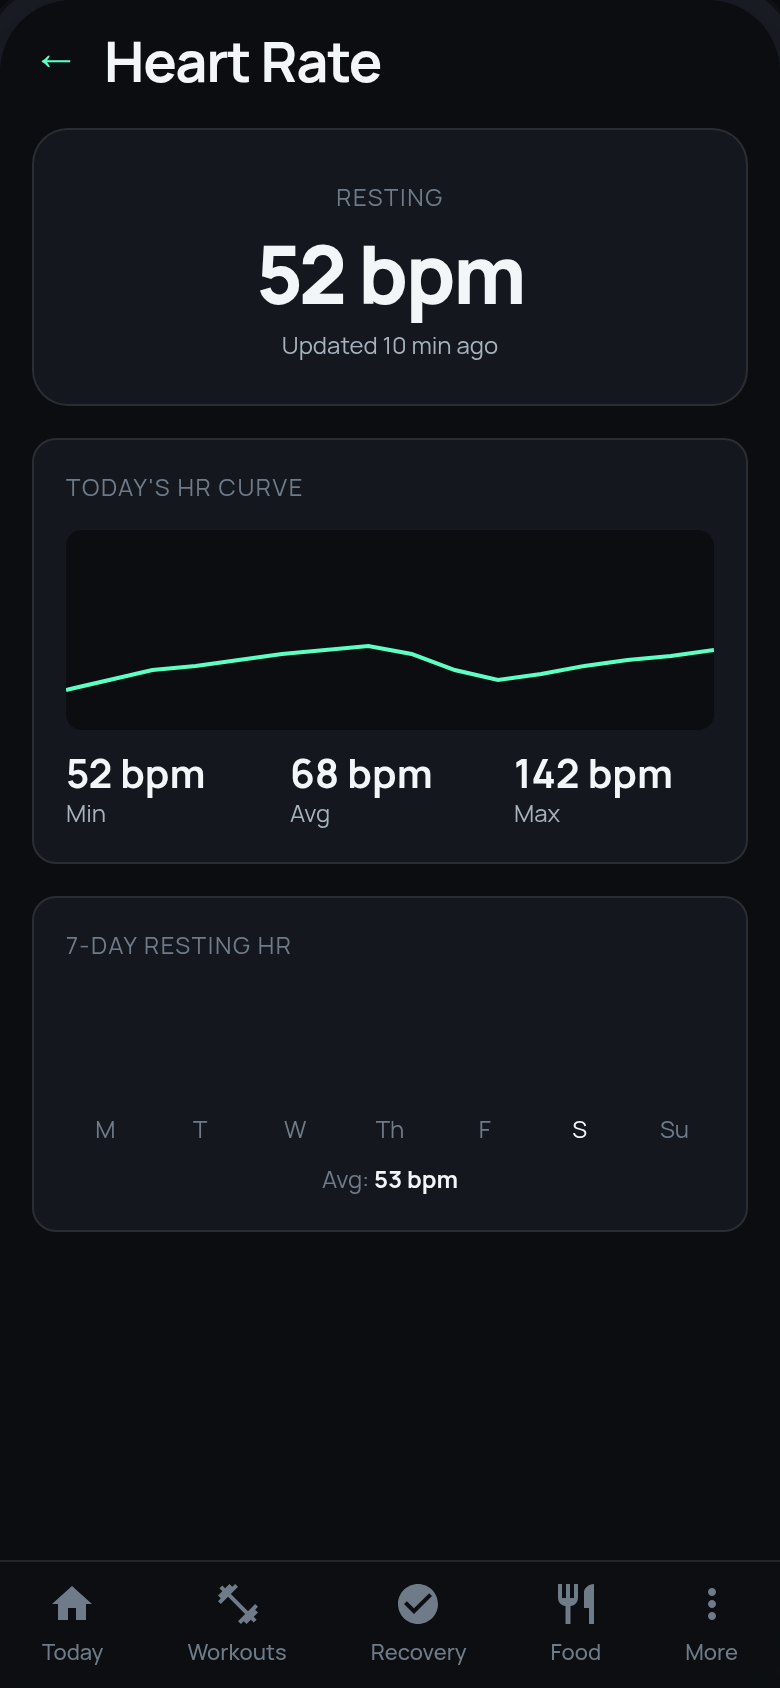 ← Heart Rate
RESTING
52 bpm
Updated 10 min ago
TODAY'S HR CURVE
52 bpm 68 bpm 142 bpm
Min Avg Max
7-DAY RESTING HR
M T W Th F S Su
Avg: 53 bpm
Today Workouts Recovery Food More